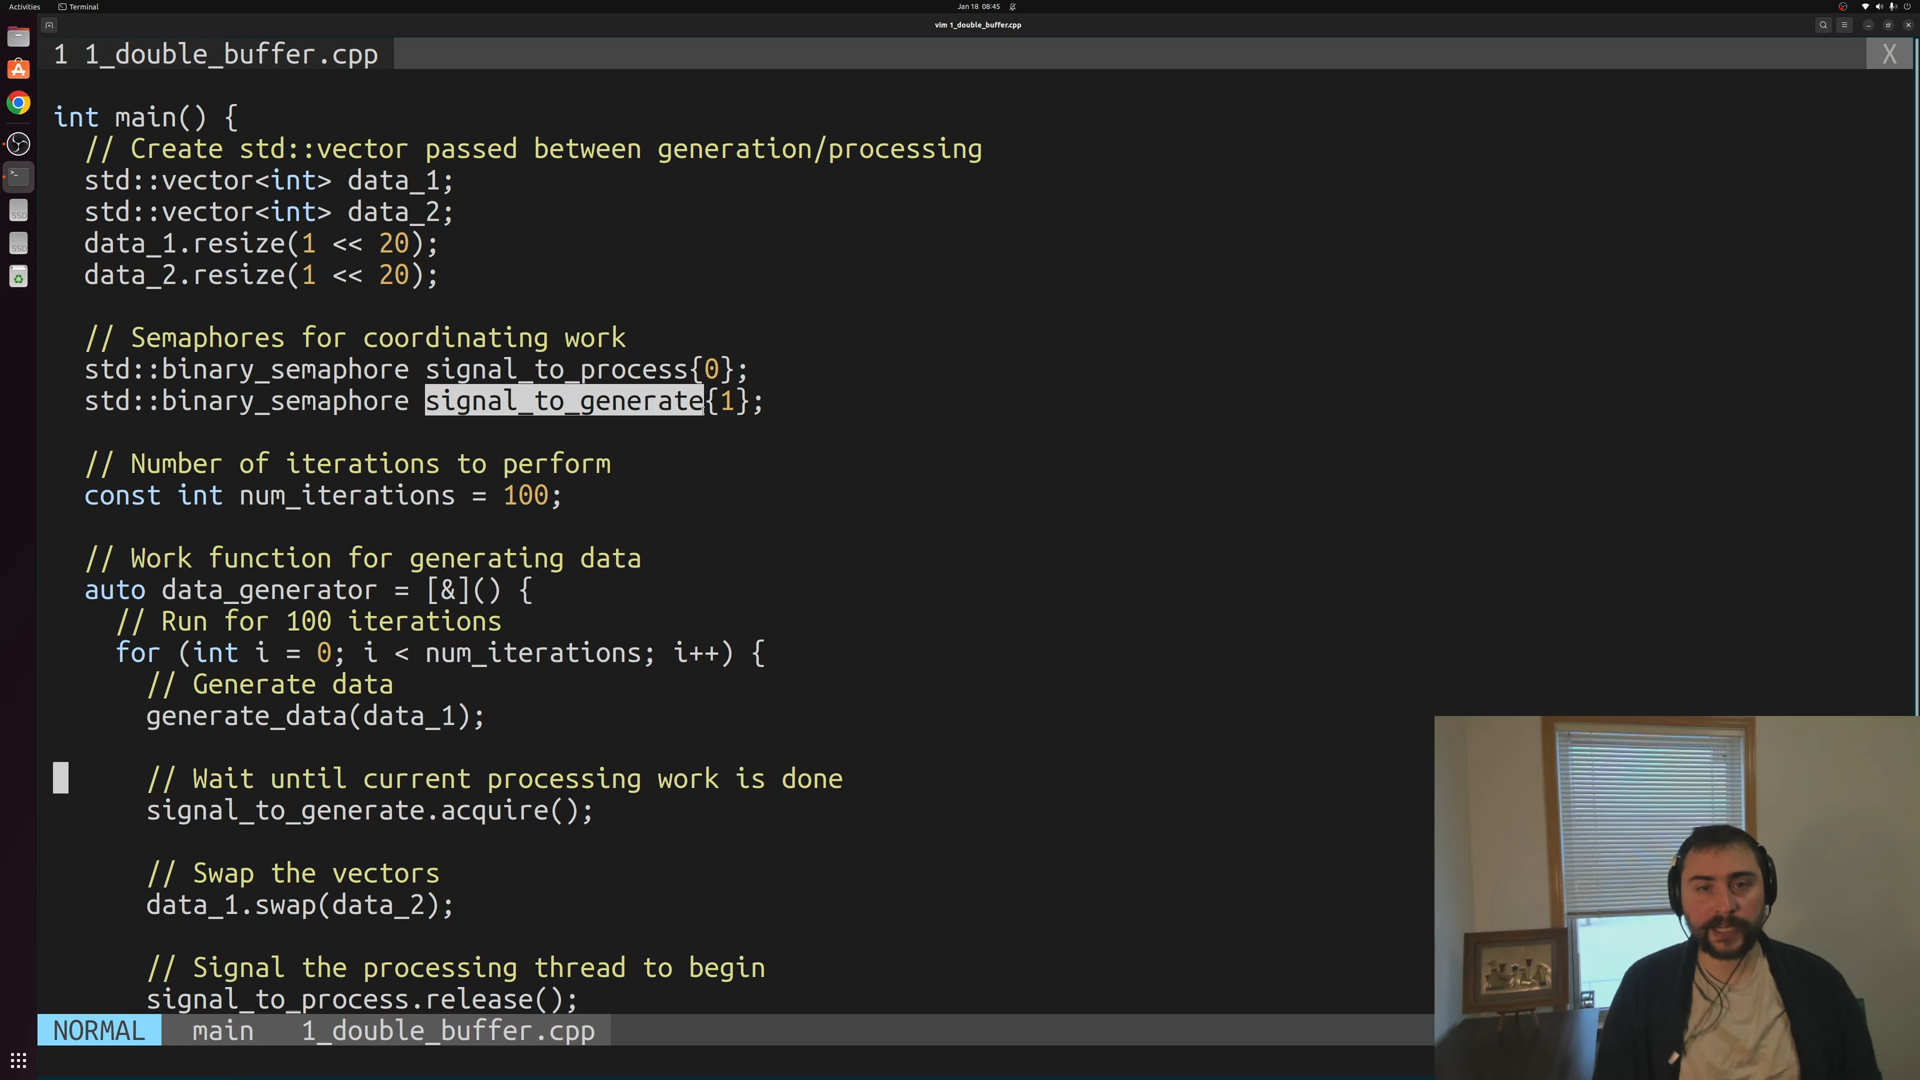 Activities
Terminal
Jan 18 08:45
vim 1_double_buffer.cpp
1 1_double_buffer.cpp
X
int main() {
// Create std::vector passed between generation/processing
std::vector<int> data_1;
std::vector<int> data_2;
data_1.resize(1 << 20);
data_2.resize(1 << 20);
// Semaphores for coordinating work
std::binary_semaphore signal_to_process{0};
std::binary_semaphore signal_to_generate{1};
// Number of iterations to perform
const int num_iterations = 100;
// Work function for generating data
auto data_generator = [&]() {
// Run for 100 iterations
for (int i = 0; i < num_iterations; i++) {
// Generate data
generate_data(data_1);
// Wait until current processing work is done
signal_to_generate.acquire();
// Swap the vectors
data_1.swap(data_2);
// Signal the processing thread to begin
signal_to_process.release();
NORMAL main 1_double_buffer.cpp